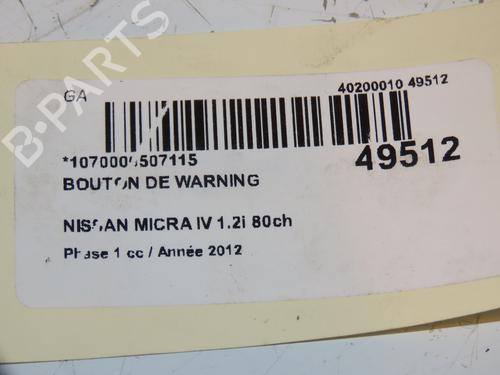 B-PARTS
GA
40200010 49512
49512
BOUTON DE WARNING
NISSAN MICRA IV 1.2i 80ch
Phase 1 cc / Année 2012